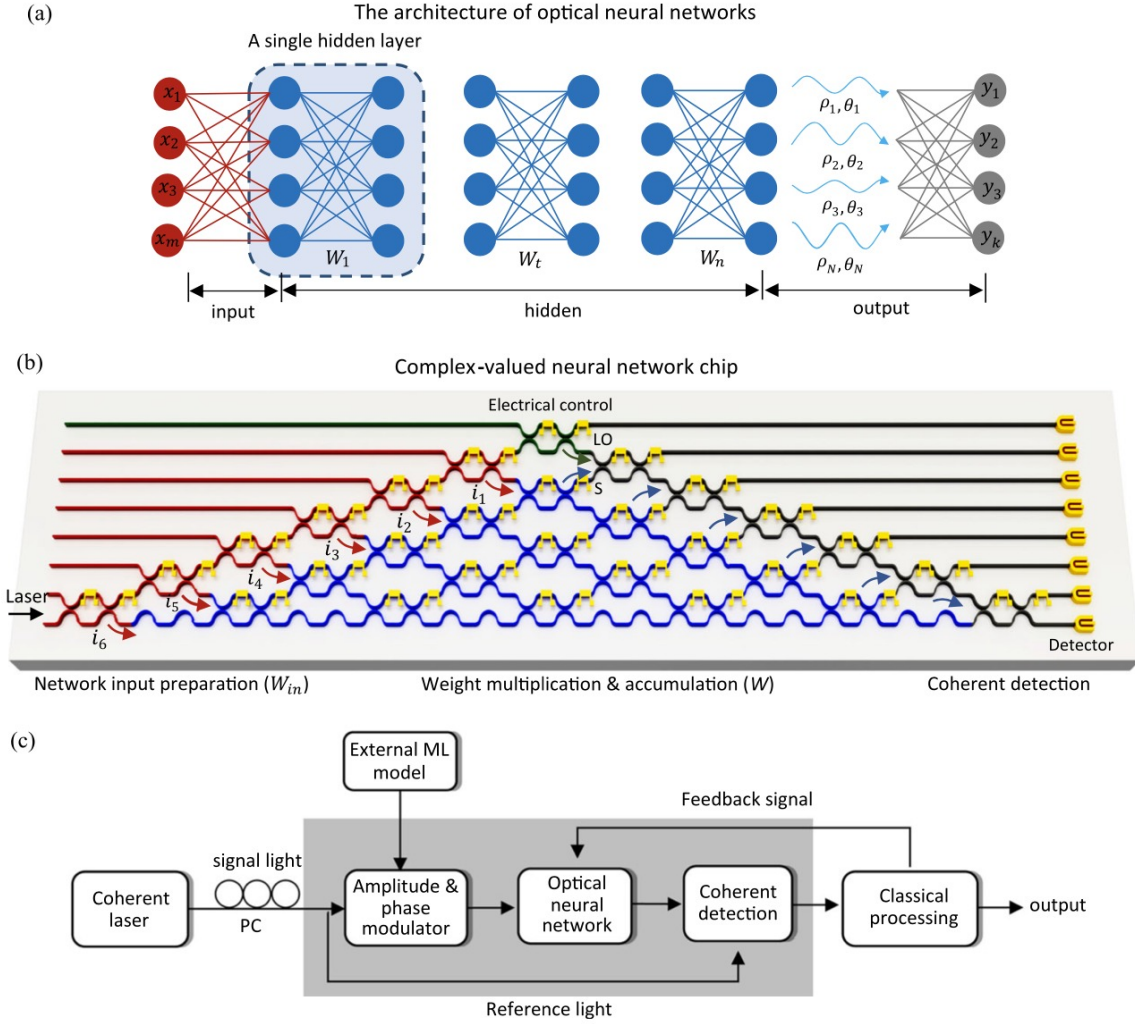 (a)
The architecture of optical neural networks
A single hidden layer
x₁
x₂
x₃
xₘ
W₁
Wₜ
Wₙ
ρ₁, θ₁
ρ₂, θ₂
ρ₃, θ₃
ρ_N, θ_N
y₁
y₂
y₃
yₖ
input
hidden
output
(b)
Complex-valued neural network chip
Electrical control
LO
S
i₁
i₂
i₃
i₄
i₅
i₆
Laser
Detector
Network input preparation (W_in)
Weight multiplication & accumulation (W)
Coherent detection
(c)
External ML
model
Feedback signal
signal light
PC
Coherent
laser
Amplitude &
phase
modulator
Optical
neural
network
Coherent
detection
Classical
processing
output
Reference light